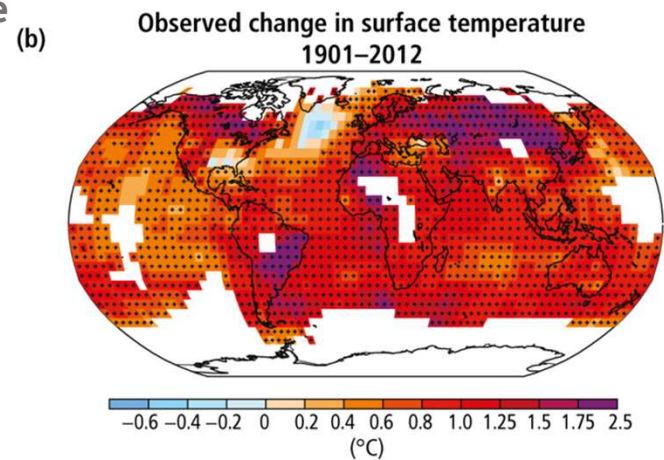 e
(b)
Observed change in surface temperature
1901–2012
−0.6 −0.4 −0.2 0 0.2 0.4 0.6 0.8 1.0 1.25 1.5 1.75 2.5
(°C)